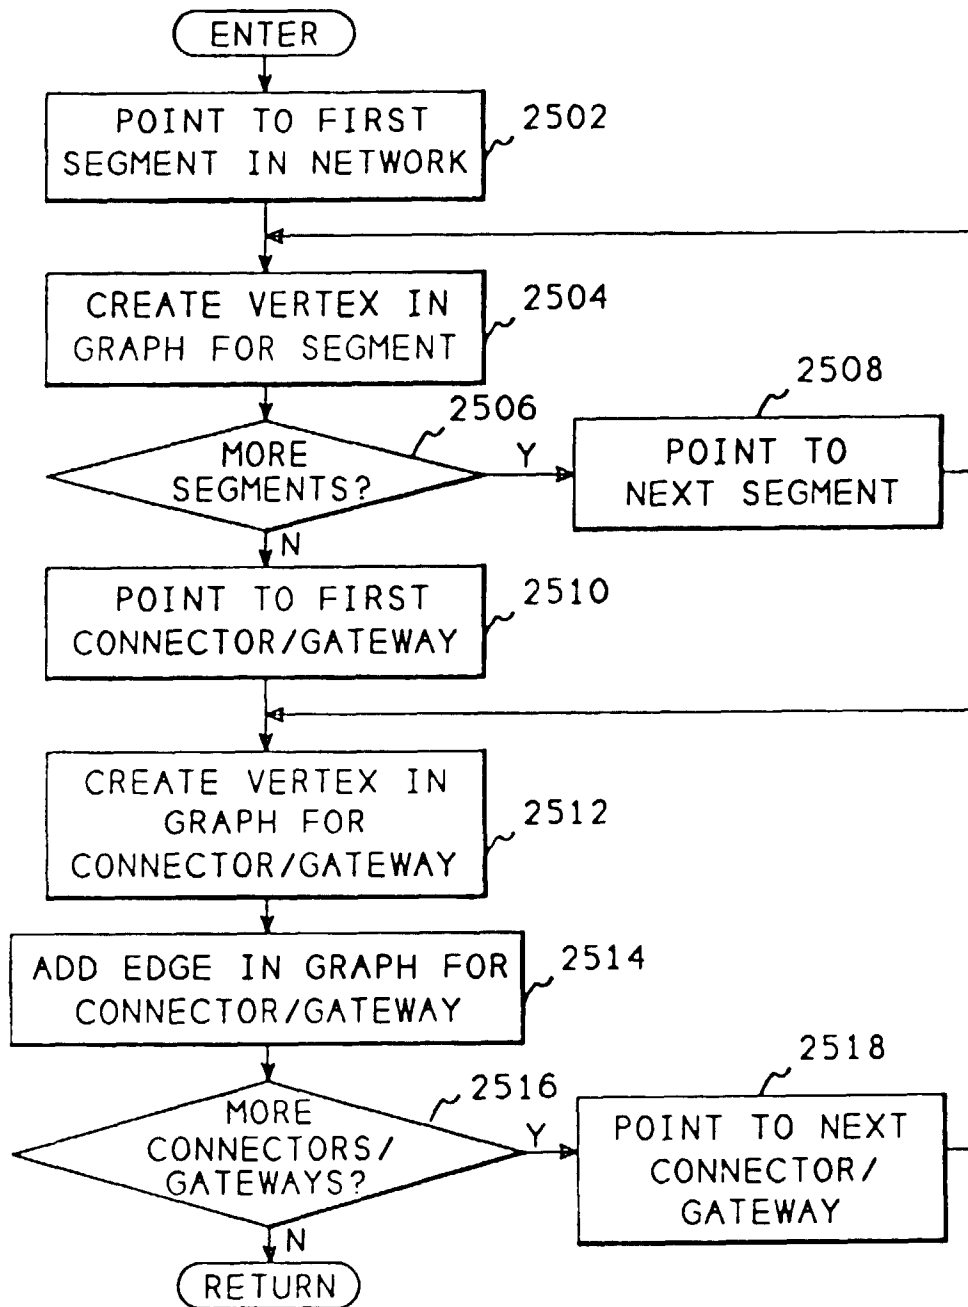 ENTER
POINT TO FIRST
SEGMENT IN NETWORK
2502
CREATE VERTEX IN
GRAPH FOR SEGMENT
2504
2506
MORE
SEGMENTS?
Y
2508
POINT TO
NEXT SEGMENT
N
POINT TO FIRST
CONNECTOR/GATEWAY
2510
CREATE VERTEX IN
GRAPH FOR
CONNECTOR/GATEWAY
2512
ADD EDGE IN GRAPH FOR
CONNECTOR/GATEWAY
2514
2516
MORE
CONNECTORS/
GATEWAYS?
Y
2518
POINT TO NEXT
CONNECTOR/
GATEWAY
N
RETURN